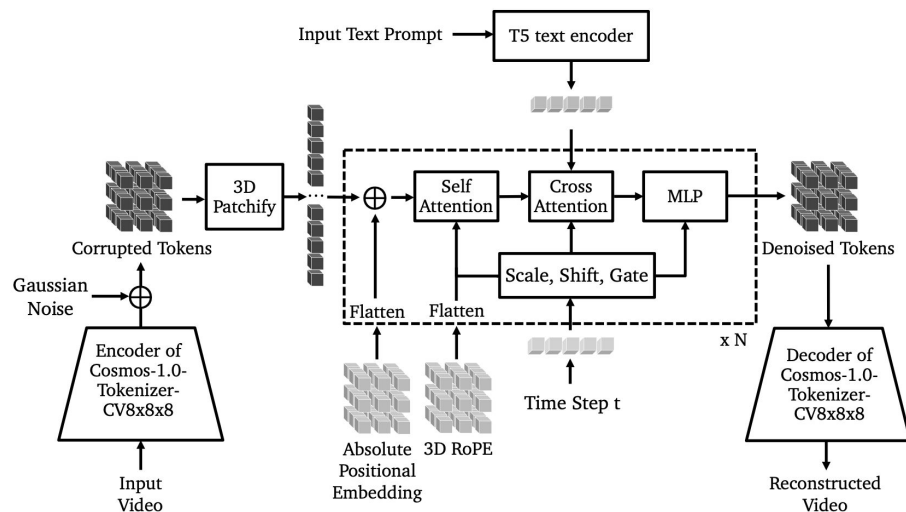 Input Text Prompt
T5 text encoder
3D
Patchify
...
Self
Attention
Cross
Attention
MLP
Corrupted Tokens
Denoised Tokens
Scale, Shift, Gate
Gaussian
Noise
Flatten
Flatten
x N
Encoder of
Cosmos-1.0-
Tokenizer-
CV8x8x8
Decoder of
Cosmos-1.0-
Tokenizer-
CV8x8x8
Time Step t
Absolute
Positional
Embedding
3D RoPE
Input
Video
Reconstructed
Video